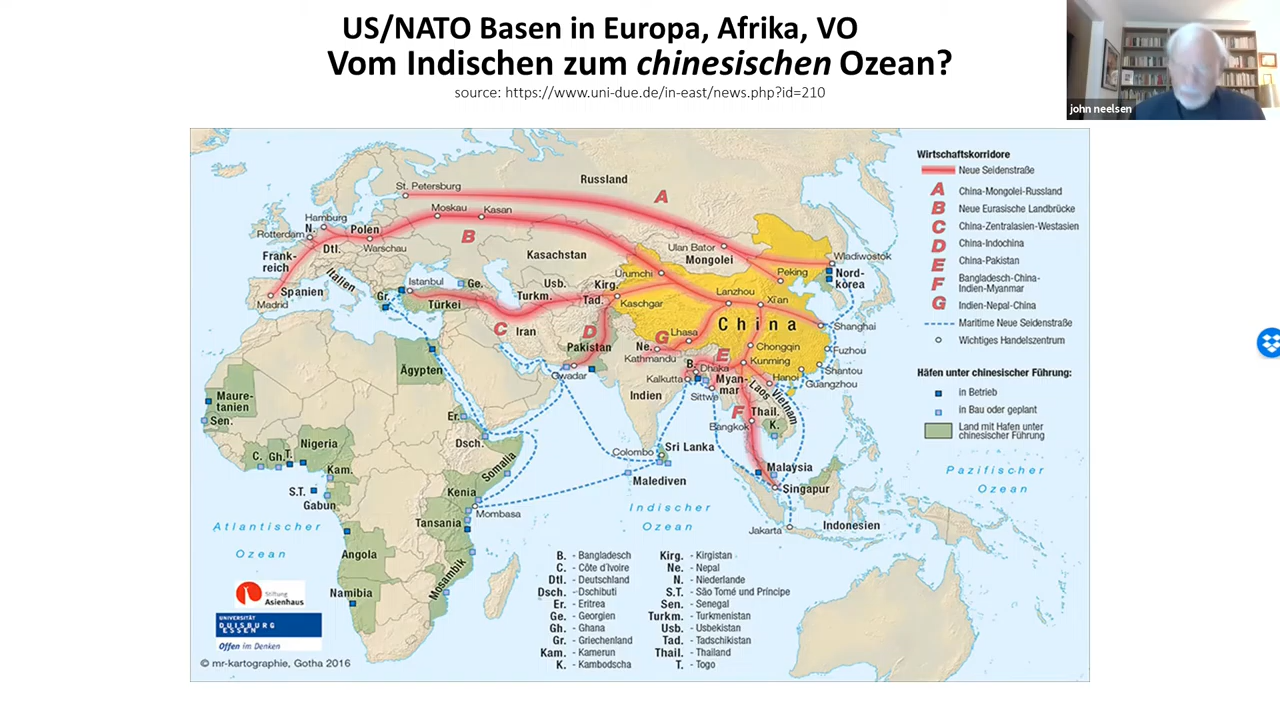 US/NATO Basen in Europa, Afrika, VO
Vom Indischen zum chinesischen Ozean?
source: https://www.uni-due.de/in-east/news.php?id=210
john neelsen
Wirtschaftskorridore
Neue Seidenstraße
A China-Mongolei-Russland
B Neue Eurasische Landbrücke
C China-Zentralasien-Westasien
D China-Indochina
E China-Pakistan
F Bangladesch-China-
Indien-Myanmar
G Indien-Nepal-China
Maritime Neue Seidenstraße
Wichtiges Handelszentrum
Häfen unter chinesischer Führung:
in Betrieb
in Bau oder geplant
Land mit Hafen unter
chinesischer Führung
Russland
St. Petersburg
A
Moskau
Kasan
Hamburg
N.
Rotterdam
Polen
Warschau
B
Dtl.
Frank-
reich
Ulan Bator
Mongolei
Wladiwostok
Kasachstan
Nord-
korea
Urumchi
Peking
Italien
Spanien
Madrid
Gr.
Istanbul
Ge.
Türkei
Usb.
Turkm.
Kirg.
Tad.
Kaschgar
Lanzhou
Xi'an
China
Shanghai
C
Iran
D
Pakistan
G
Lhasa
Ne.
Kathmandu
Chongqin
Fuzhou
E
Kunming
Shantou
Guangzhou
B.
Dhaka
Hanoi
Gwadar
Kalkutta
Myan-
mar
Laos
Vietnam
Ägypten
Indien
Sittwe
Maure-
tanien
Sen.
F
Thail.
Bangkok
K.
Er.
Dsch.
Nigeria
C.
Gh.
T.
Kam.
Somalia
Colombo
Sri Lanka
Malediven
Malaysia
Singapur
S.T.
Gabun
Kenia
Mombasa
Tansania
Indischer
Ozean
Pazifischer
Ozean
Jakarta
Indonesien
Atlantischer
Ozean
Angola
Namibia
Mosambik
B. - Bangladesch
C. - Côte d'Ivoire
Dtl. - Deutschland
Dsch. - Dschibuti
Er. - Eritrea
Ge. - Georgien
Gh. - Ghana
Gr. - Griechenland
Kam. - Kamerun
K. - Kambodscha
Kirg. - Kirgistan
Ne. - Nepal
N. - Niederlande
S.T. - São Tomé und Príncipe
Sen. - Senegal
Turkm. - Turkmenistan
Usb. - Usbekistan
Tad. - Tadschikistan
Thail. - Thailand
T. - Togo
Stiftung
Asienhaus
UNIVERSITÄT
DUISBURG
ESSEN
Offen im Denken
© mr-kartographie, Gotha 2016